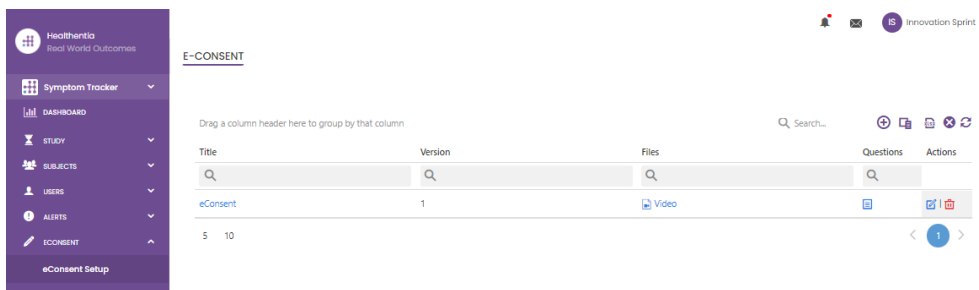 Healthentia
Real World Outcomes
IS Innovation Sprint
E-CONSENT
Symptom Tracker
DASHBOARD
STUDY
SUBJECTS
USERS
ALERTS
ECONSENT
eConsent Setup
Drag a column header here to group by that column
Search...
Title Version Files Questions Actions
eConsent 1 Video
5 10 1